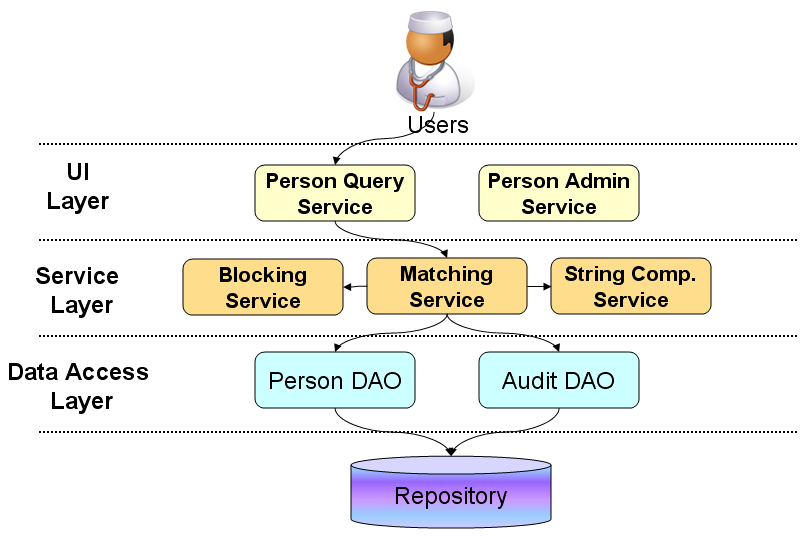 Users
UI
Layer
Person Query
Service
Person Admin
Service
Service
Layer
Blocking
Service
Matching
Service
String Comp.
Service
Data Access
Layer
Person DAO
Audit DAO
Repository